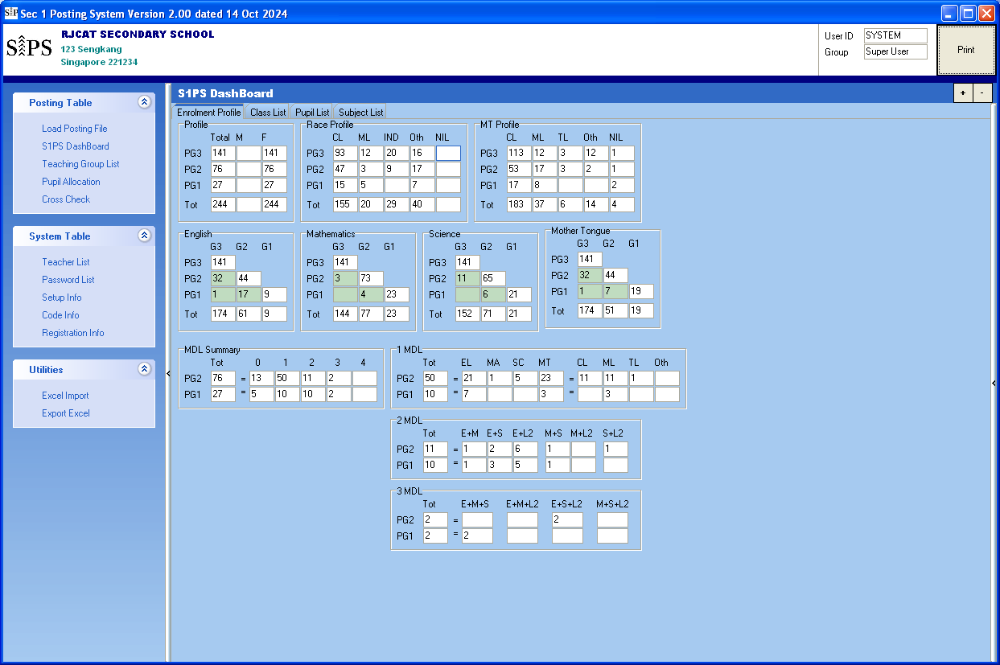 S1PS Sec 1 Posting System Version 2.00 dated 14 Oct 2024
S1PS
RJCAT SECONDARY SCHOOL
123 Sengkang
Singapore 221234
User ID SYSTEM
Group Super User
Print
Posting Table
Load Posting File
S1PS DashBoard
Teaching Group List
Pupil Allocation
Cross Check
System Table
Teacher List
Password List
Setup Info
Code Info
Registration Info
Utilities
Excel Import
Export Excel
S1PS DashBoard
+ -
Enrolment Profile Class List Pupil List Subject List
Profile
Total M F
PG3 141 141
PG2 76 76
PG1 27 27
Tot 244 244
Race Profile
CL ML IND Oth NIL
PG3 93 12 20 16
PG2 47 3 9 17
PG1 15 5 7
Tot 155 20 29 40
MT Profile
CL ML TL Oth NIL
PG3 113 12 3 12 1
PG2 53 17 3 2 1
PG1 17 8 2
Tot 183 37 6 14 4
English
G3 G2 G1
PG3 141
PG2 32 44
PG1 1 17 9
Tot 174 61 9
Mathematics
G3 G2 G1
PG3 141
PG2 3 73
PG1 4 23
Tot 144 77 23
Science
G3 G2 G1
PG3 141
PG2 11 65
PG1 6 21
Tot 152 71 21
Mother Tongue
G3 G2 G1
PG3 141
PG2 32 44
PG1 1 7 19
Tot 174 51 19
MDL Summary
Tot 0 1 2 3 4
PG2 76 = 13 50 11 2
PG1 27 = 5 10 10 2
1 MDL
Tot EL MA SC MT CL ML TL Oth
PG2 50 = 21 1 5 23 = 11 11 1
PG1 10 = 7 3 = 3
2 MDL
Tot E+M E+S E+L2 M+S M+L2 S+L2
PG2 11 = 1 2 6 1 1
PG1 10 = 1 3 5 1
3 MDL
Tot E+M+S E+M+L2 E+S+L2 M+S+L2
PG2 2 = 2
PG1 2 = 2